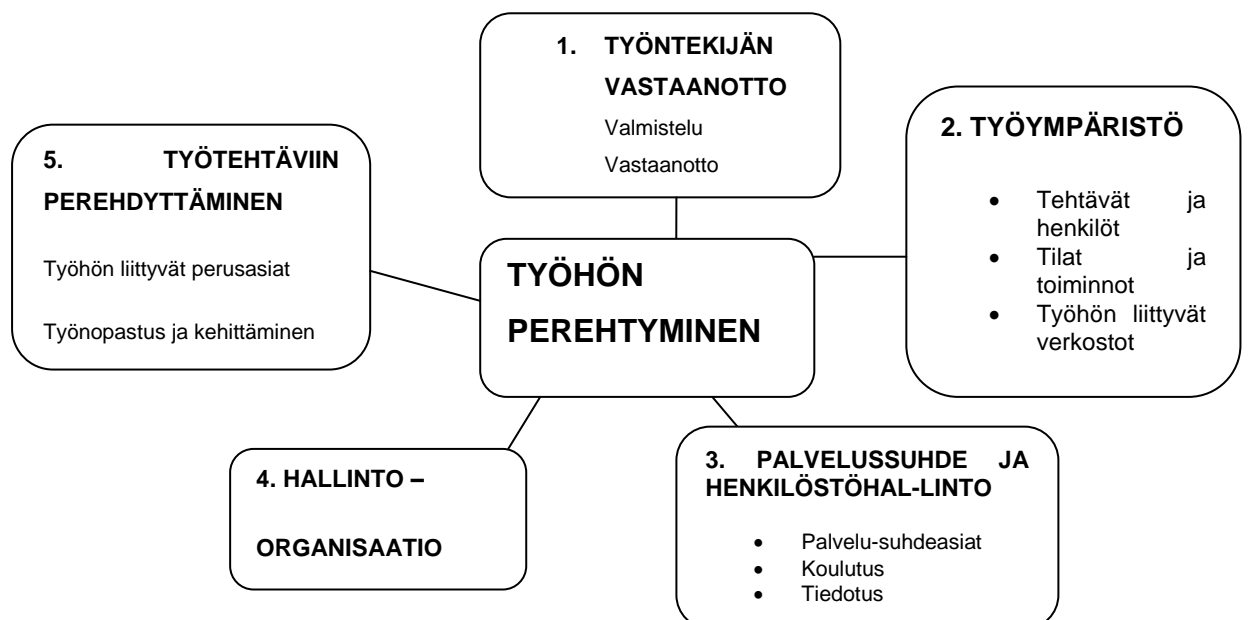 1. TYÖNTEKIJÄN
VASTAANOTTO
Valmistelu
Vastaanotto
2. TYÖYMPÄRISTÖ
• Tehtävät ja
henkilöt
• Tilat ja
toiminnot
• Työhön liittyvät
verkostot
5. TYÖTEHTÄVIIN
PEREHDYTTÄMINEN
Työhön liittyvät perusasiat
Työnopastus ja kehittäminen
TYÖHÖN
PEREHTYMINEN
4. HALLINTO –
ORGANISAATIO
3. PALVELUSSUHDE JA
HENKILÖSTÖHAL-LINTO
• Palvelu-suhdeasiat
• Koulutus
• Tiedotus